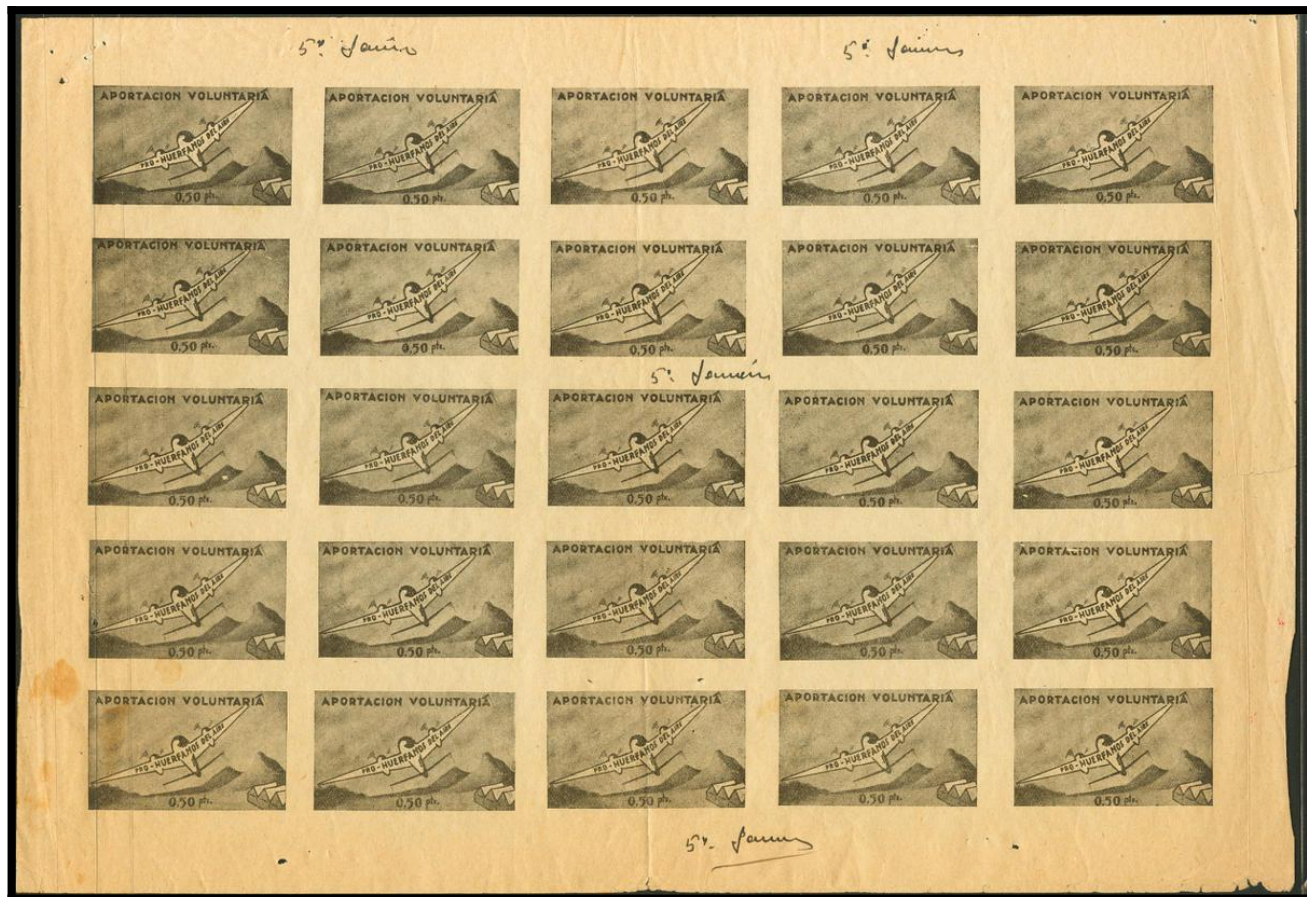 5º
5º
APORTACION VOLUNTARIA
PRO-HUERFANOS DEL AIRE
0,50 pts.
APORTACION VOLUNTARIA
PRO-HUERFANOS DEL AIRE
0,50 pts.
APORTACION VOLUNTARIA
PRO-HUERFANOS DEL AIRE
0,50 pts.
APORTACION VOLUNTARIA
PRO-HUERFANOS DEL AIRE
0,50 pts.
APORTACION VOLUNTARIA
PRO-HUERFANOS DEL AIRE
0,50 pts.
APORTACION VOLUNTARIA
PRO-HUERFANOS DEL AIRE
0,50 pts.
APORTACION VOLUNTARIA
PRO-HUERFANOS DEL AIRE
0,50 pts.
APORTACION VOLUNTARIA
PRO-HUERFANOS DEL AIRE
0,50 pts.
APORTACION VOLUNTARIA
PRO-HUERFANOS DEL AIRE
0,50 pts.
APORTACION VOLUNTARIA
PRO-HUERFANOS DEL AIRE
0,50 pts.
5º
APORTACION VOLUNTARIA
PRO-HUERFANOS DEL AIRE
0,50 pts.
APORTACION VOLUNTARIA
PRO-HUERFANOS DEL AIRE
0,50 pts.
APORTACION VOLUNTARIA
PRO-HUERFANOS DEL AIRE
0,50 pts.
APORTACION VOLUNTARIA
PRO-HUERFANOS DEL AIRE
0,50 pts.
APORTACION VOLUNTARIA
PRO-HUERFANOS DEL AIRE
0,50 pts.
APORTACION VOLUNTARIA
PRO-HUERFANOS DEL AIRE
0,50 pts.
APORTACION VOLUNTARIA
PRO-HUERFANOS DEL AIRE
0,50 pts.
APORTACION VOLUNTARIA
PRO-HUERFANOS DEL AIRE
0,50 pts.
APORTACION VOLUNTARIA
PRO-HUERFANOS DEL AIRE
0,50 pts.
APORTACION VOLUNTARIA
PRO-HUERFANOS DEL AIRE
0,50 pts.
APORTACION VOLUNTARIA
PRO-HUERFANOS DEL AIRE
0,50 pts.
APORTACION VOLUNTARIA
PRO-HUERFANOS DEL AIRE
0,50 pts.
APORTACION VOLUNTARIA
PRO-HUERFANOS DEL AIRE
0,50 pts.
APORTACION VOLUNTARIA
PRO-HUERFANOS DEL AIRE
0,50 pts.
APORTACION VOLUNTARIA
PRO-HUERFANOS DEL AIRE
0,50 pts.
5º